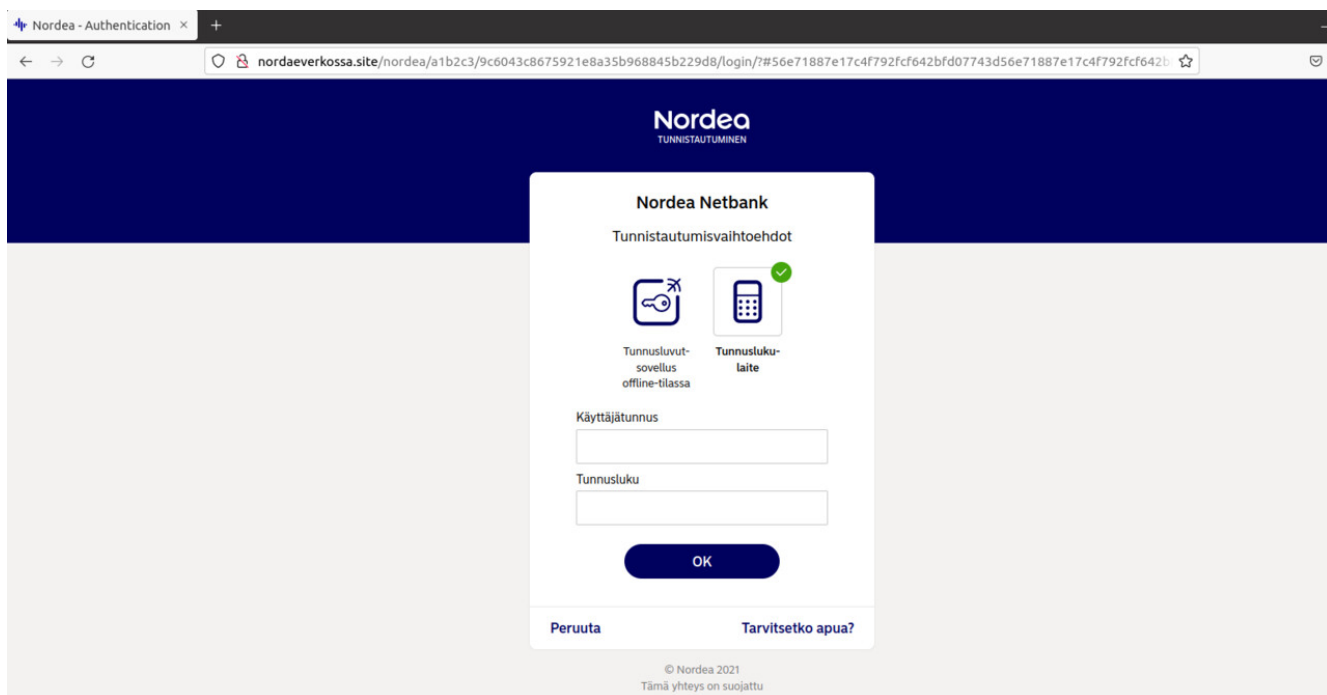 Nordea - Authentication
nordaeverkossa.site/nordea/a1b2c3/9c6043c8675921e8a35b968845b229d8/login/?#56e71887e17c4f792fcf642bfd07743d56e71887e17c4f792fcf642b
Nordea
TUNNISTAUTUMINEN
Nordea Netbank
Tunnistautumisvaihtoehdot
Tunnusluvut-
sovellus
offline-tilassa
Tunnusluku-
laite
Käyttäjätunnus
Tunnusluku
OK
Peruuta
Tarvitsetko apua?
© Nordea 2021
Tämä yhteys on suojattu